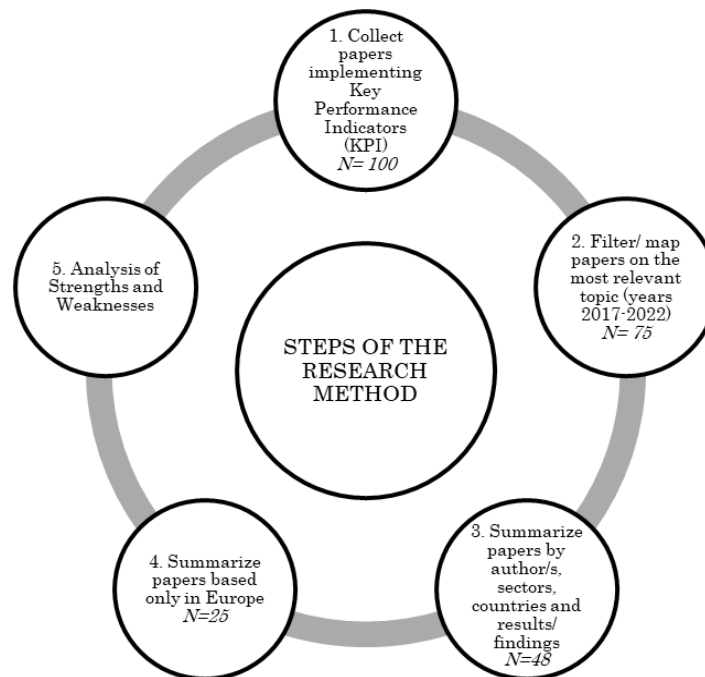 1. Collect
papers
implementing
Key
Performance
Indicators
(KPI)
N= 100
2. Filter/ map
papers on the
most relevant
topic (years
2017-2022)
N= 75
3. Summarize
papers by
author/s,
sectors,
countries and
results/
findings
N=48
4. Summarize
papers based
only in Europe
N=25
5. Analysis of
Strengths and
Weaknesses
STEPS OF THE
RESEARCH
METHOD